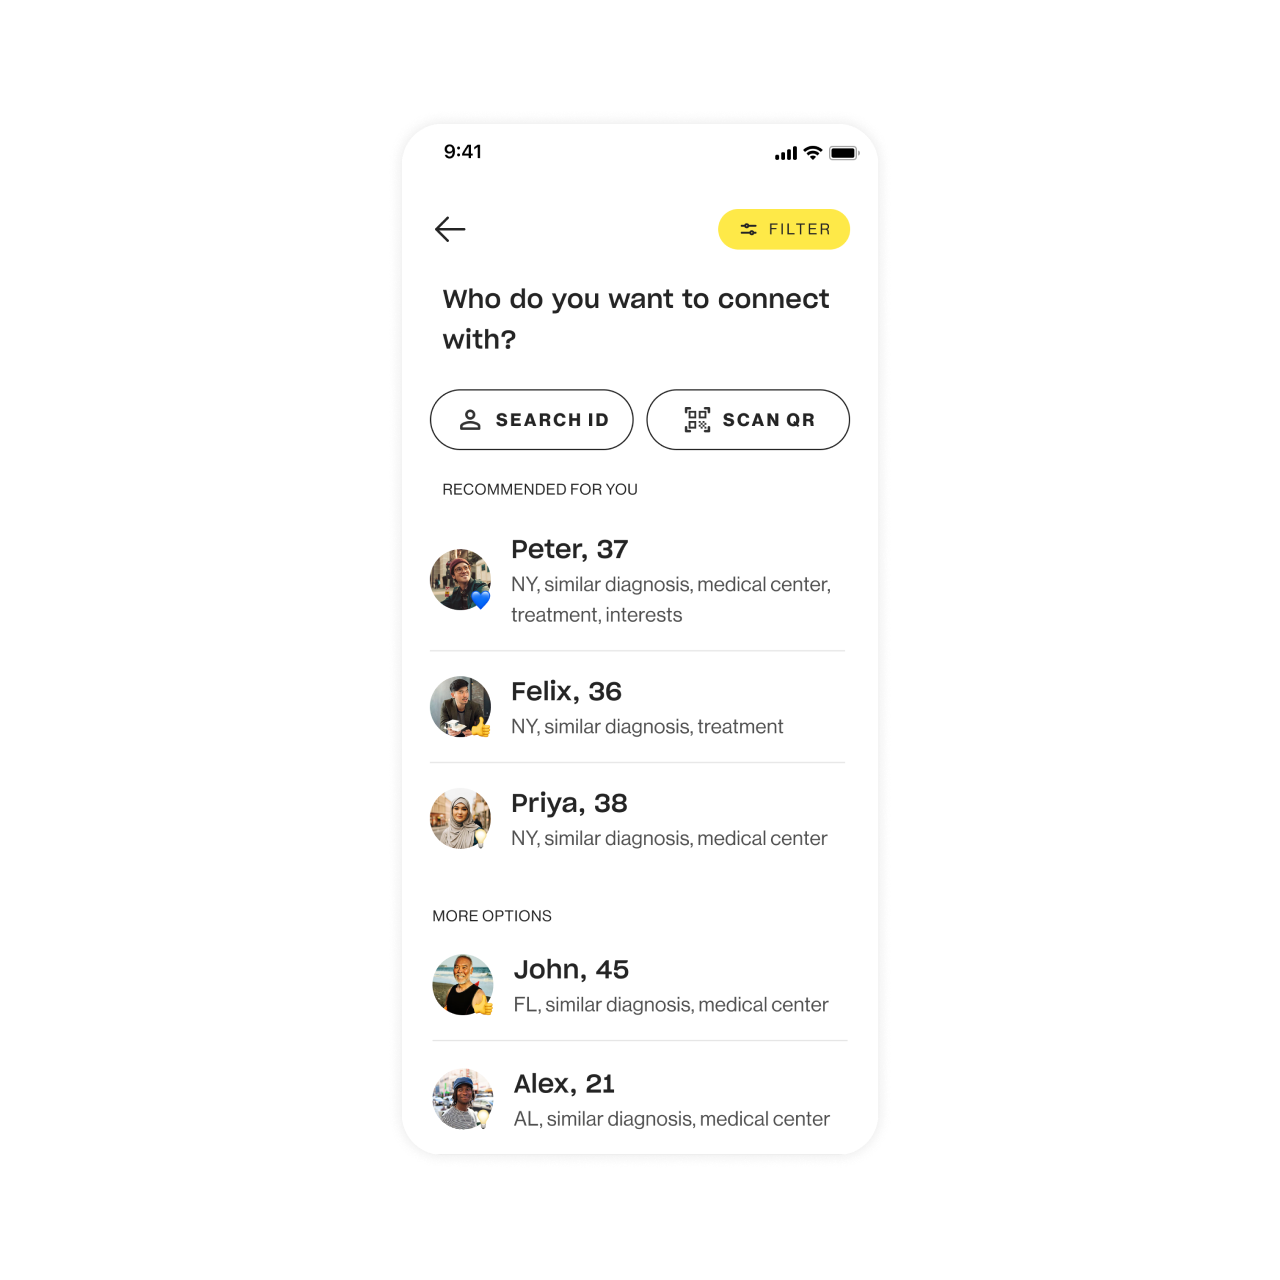 9:41
FILTER
Who do you want to connect
with?
SEARCH ID
SCAN QR
RECOMMENDED FOR YOU
Peter, 37
NY, similar diagnosis, medical center,
treatment, interests
Felix, 36
NY, similar diagnosis, treatment
Priya, 38
NY, similar diagnosis, medical center
MORE OPTIONS
John, 45
FL, similar diagnosis, medical center
Alex, 21
AL, similar diagnosis, medical center